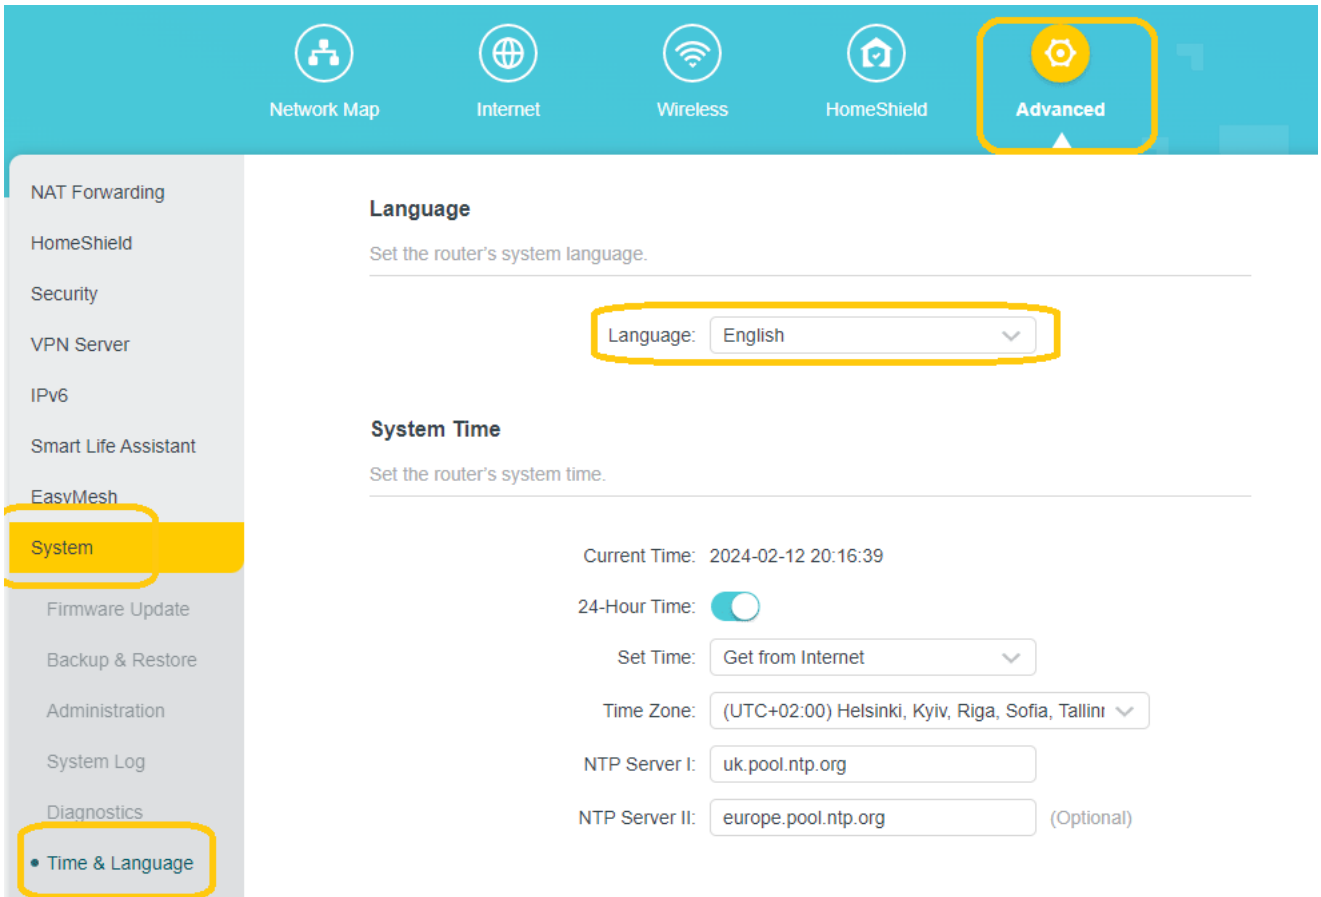 Network Map
Internet
Wireless
HomeShield
Advanced
NAT Forwarding
HomeShield
Security
VPN Server
IPv6
Smart Life Assistant
EasyMesh
System
Firmware Update
Backup & Restore
Administration
System Log
Diagnostics
Time & Language
Language
Set the router's system language.
Language: English
System Time
Set the router's system time.
Current Time: 2024-02-12 20:16:39
24-Hour Time:
Set Time: Get from Internet
Time Zone: (UTC+02:00) Helsinki, Kyiv, Riga, Sofia,
NTP Server I: uk.pool.ntp.org
NTP Server II: europe.pool.ntp.org (Optional)